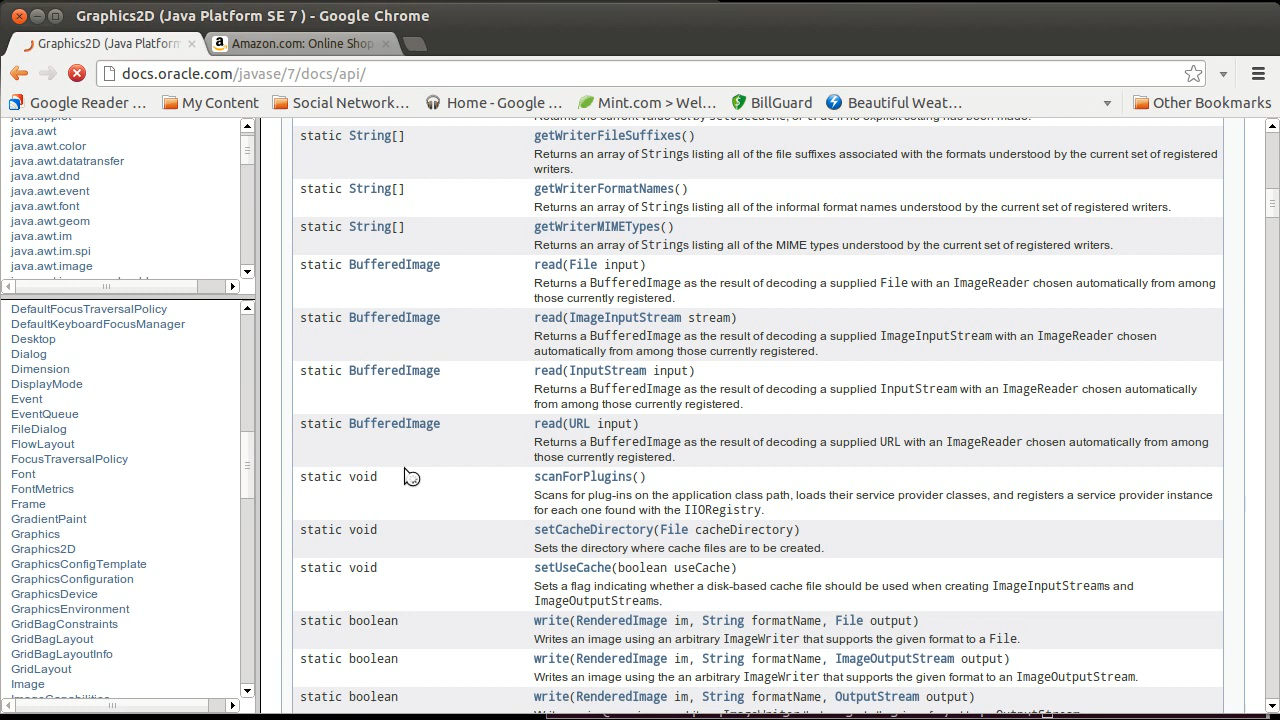 Graphics2D (Java Platform SE 7 ) - Google Chrome
Graphics2D (Java Platform
Amazon.com: Online Shop
docs.oracle.com/javase/7/docs/api/
Google Reader ...
My Content
Social Network...
Home - Google ...
Mint.com > Wel...
BillGuard
Beautiful Weat...
Other Bookmarks
java.applet
java.awt
java.awt.color
java.awt.datatransfer
java.awt.dnd
java.awt.event
java.awt.font
java.awt.geom
java.awt.im
java.awt.im.spi
java.awt.image
DefaultFocusTraversalPolicy
DefaultKeyboardFocusManager
Desktop
Dialog
Dimension
DisplayMode
Event
EventQueue
FileDialog
FlowLayout
FocusTraversalPolicy
Font
FontMetrics
Frame
GradientPaint
Graphics
Graphics2D
GraphicsConfigTemplate
GraphicsConfiguration
GraphicsDevice
GraphicsEnvironment
GridBagConstraints
GridBagLayout
GridBagLayoutInfo
GridLayout
Image
ImageCapabilities
static String[] getWriterFileSuffixes()
Returns an array of Strings listing all of the file suffixes associated with the formats understood by the current set of registered
writers.
static String[] getWriterFormatNames()
Returns an array of Strings listing all of the informal format names understood by the current set of registered writers.
static String[] getWriterMIMETypes()
Returns an array of Strings listing all of the MIME types understood by the current set of registered writers.
static BufferedImage read(File input)
Returns a BufferedImage as the result of decoding a supplied File with an ImageReader chosen automatically from among
those currently registered.
static BufferedImage read(ImageInputStream stream)
Returns a BufferedImage as the result of decoding a supplied ImageInputStream with an ImageReader chosen
automatically from among those currently registered.
static BufferedImage read(InputStream input)
Returns a BufferedImage as the result of decoding a supplied InputStream with an ImageReader chosen automatically
from among those currently registered.
static BufferedImage read(URL input)
Returns a BufferedImage as the result of decoding a supplied URL with an ImageReader chosen automatically from among
those currently registered.
static void scanForPlugins()
Scans for plug-ins on the application class path, loads their service provider classes, and registers a service provider instance
for each one found with the IIORegistry.
static void setCacheDirectory(File cacheDirectory)
Sets the directory where cache files are to be created.
static void setUseCache(boolean useCache)
Sets a flag indicating whether a disk-based cache file should be used when creating ImageInputStreams and
ImageOutputStreams.
static boolean write(RenderedImage im, String formatName, File output)
Writes an image using an arbitrary ImageWriter that supports the given format to a File.
static boolean write(RenderedImage im, String formatName, ImageOutputStream output)
Writes an image using the an arbitrary ImageWriter that supports the given format to an ImageOutputStream.
static boolean write(RenderedImage im, String formatName, OutputStream output)